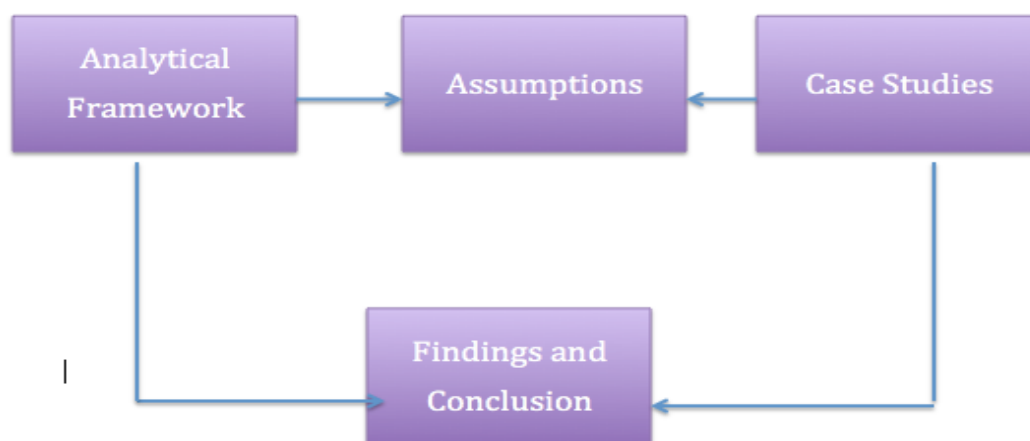 Analytical
Framework
Assumptions
Case Studies
Findings and
Conclusion